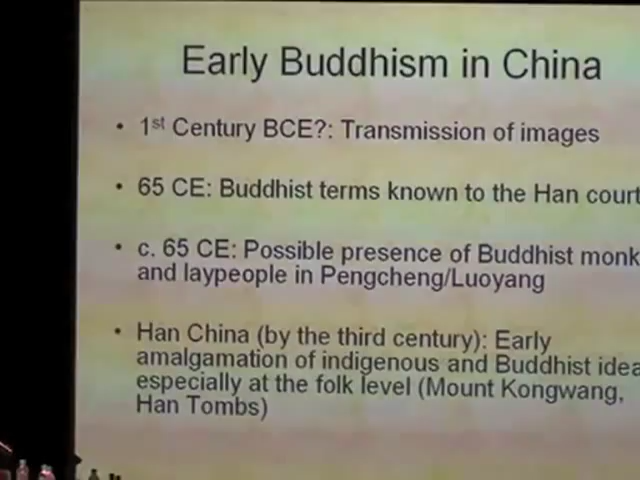 Early Buddhism in China
• 1st Century BCE?: Transmission of images
• 65 CE: Buddhist terms known to the Han court
• c. 65 CE: Possible presence of Buddhist monk
and laypeople in Pengcheng/Luoyang
• Han China (by the third century): Early
amalgamation of indigenous and Buddhist idea
especially at the folk level (Mount Kongwang,
Han Tombs)